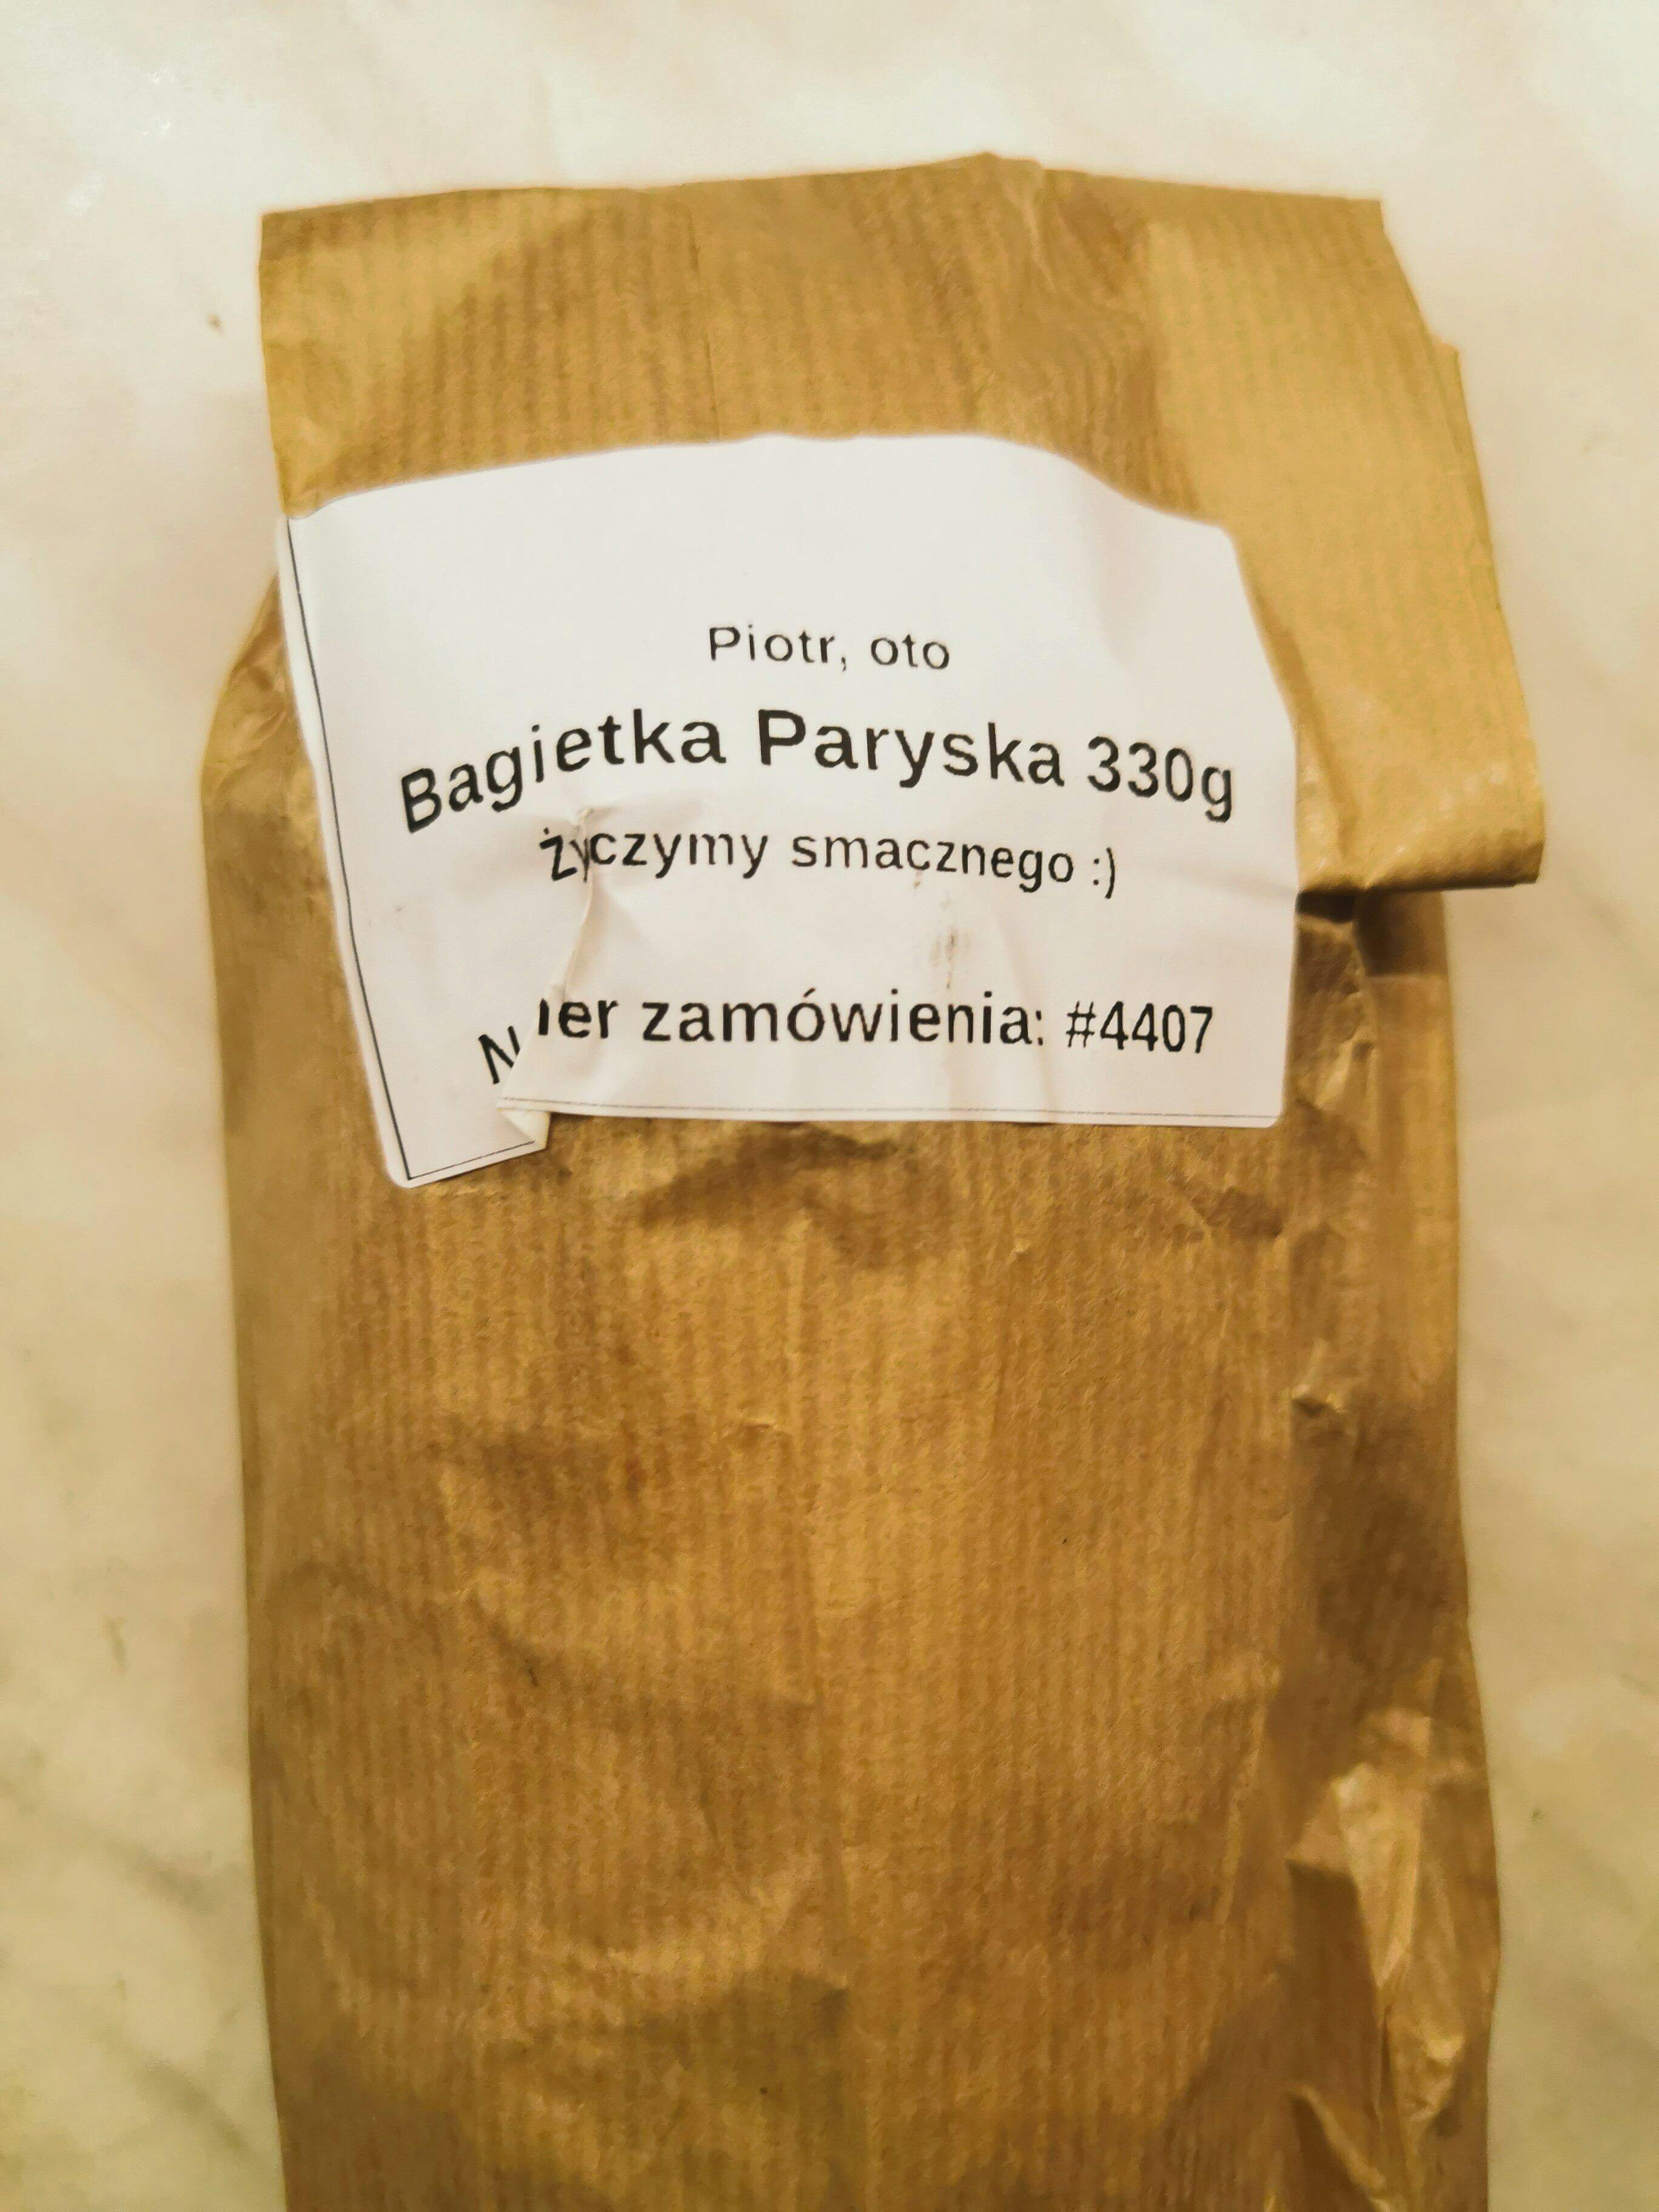 Piotr, oto
Bagietka Paryska 330g
życzymy smacznego :)
zamówienia: #4407